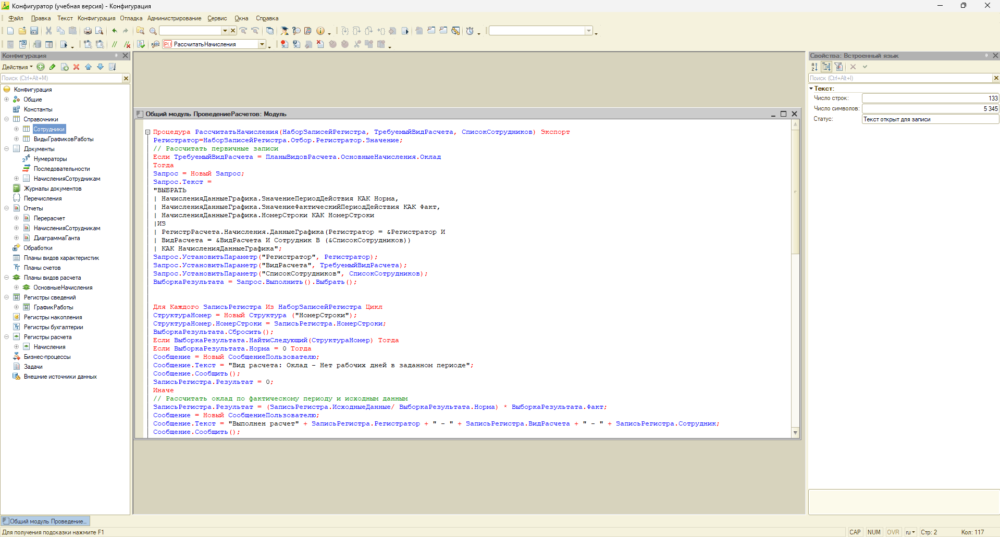 Конфигуратор (учебная версия) - Конфигурация
Файл Правка Текст Конфигурация Отладка Администрирование Сервис Окна Справка
РассчитатьНачисления
Конфигурация
Действия
Поиск (Ctrl+Alt+M)
Конфигурация
Общие
Константы
Справочники
Сотрудники
ВидыГрафиковРаботы
Документы
Нумераторы
Последовательности
НачисленияСотрудникам
Журналы документов
Перечисления
Отчеты
Перерасчет
НачисленияСотрудникам
ДиаграммаГанта
Обработки
Планы видов характеристик
Планы счетов
Планы видов расчета
ОсновныеНачисления
Регистры сведений
ГрафикРаботы
Регистры накопления
Регистры бухгалтерии
Регистры расчета
Начисления
Бизнес-процессы
Задачи
Внешние источники данных
Общий модуль ПроведениеРасчетов: Модуль
Процедура РассчитатьНачисления(НаборЗаписейРегистра, ТребуемыйВидРасчета, СписокСотрудников) Экспорт
Регистратор=НаборЗаписейРегистра.Отбор.Регистратор.Значение;
// Рассчитать первичные записи
Если ТребуемыйВидРасчета = ПланыВидовРасчета.ОсновныеНачисления.Оклад
Тогда
Запрос = Новый Запрос;
Запрос.Текст =
"ВЫБРАТЬ
| НачисленияДанныеГрафика.ЗначениеПериодДействия КАК Норма,
| НачисленияДанныеГрафика.ЗначениеФактическийПериодДействия КАК Факт,
| НачисленияДанныеГрафика.НомерСтроки КАК НомерСтроки
|ИЗ
| РегистрРасчета.Начисления.ДанныеГрафика(Регистратор = &Регистратор И
| ВидРасчета = &ВидРасчета И Сотрудник В (&СписокСотрудников))
| КАК НачисленияДанныеГрафика";
Запрос.УстановитьПараметр("Регистратор", Регистратор);
Запрос.УстановитьПараметр("ВидРасчета", ТребуемыйВидРасчета);
Запрос.УстановитьПараметр("СписокСотрудников", СписокСотрудников);
ВыборкаРезультата = Запрос.Выполнить().Выбрать();
Для Каждого ЗаписьРегистра Из НаборЗаписейРегистра Цикл
СтруктураНомер = Новый Структура ("НомерСтроки");
СтруктураНомер.НомерСтроки = ЗаписьРегистра.НомерСтроки;
ВыборкаРезультата.Сбросить();
Если ВыборкаРезультата.НайтиСледующий(СтруктураНомер) Тогда
Если ВыборкаРезультата.Норма = 0 Тогда
Сообщение = Новый СообщениеПользователю;
Сообщение.Текст = "Вид расчета: Оклад - Нет рабочих дней в заданном периоде";
Сообщение.Сообщить();
ЗаписьРегистра.Результат = 0;
Иначе
// Рассчитать оклад по фактическому периоду и исходным данным
ЗаписьРегистра.Результат = (ЗаписьРегистра.ИсходныеДанные/ ВыборкаРезультата.Норма) * ВыборкаРезультата.Факт;
Сообщение = Новый СообщениеПользователю;
Сообщение.Текст = "Выполнен расчет" + ЗаписьРегистра.Регистратор + " - " + ЗаписьРегистра.ВидРасчета + " - " + ЗаписьРегистра.Сотрудник;
Сообщение.Сообщить();
Свойства: Встроенный язык
Поиск (Ctrl+Alt+I)
Текст:
Число строк: 133
Число символов: 5 345
Статус: Текст открыт для записи
Общий модуль Проведение...
Для получения подсказки нажмите F1
CAP NUM OVR ru Стр: 2 Кол: 117